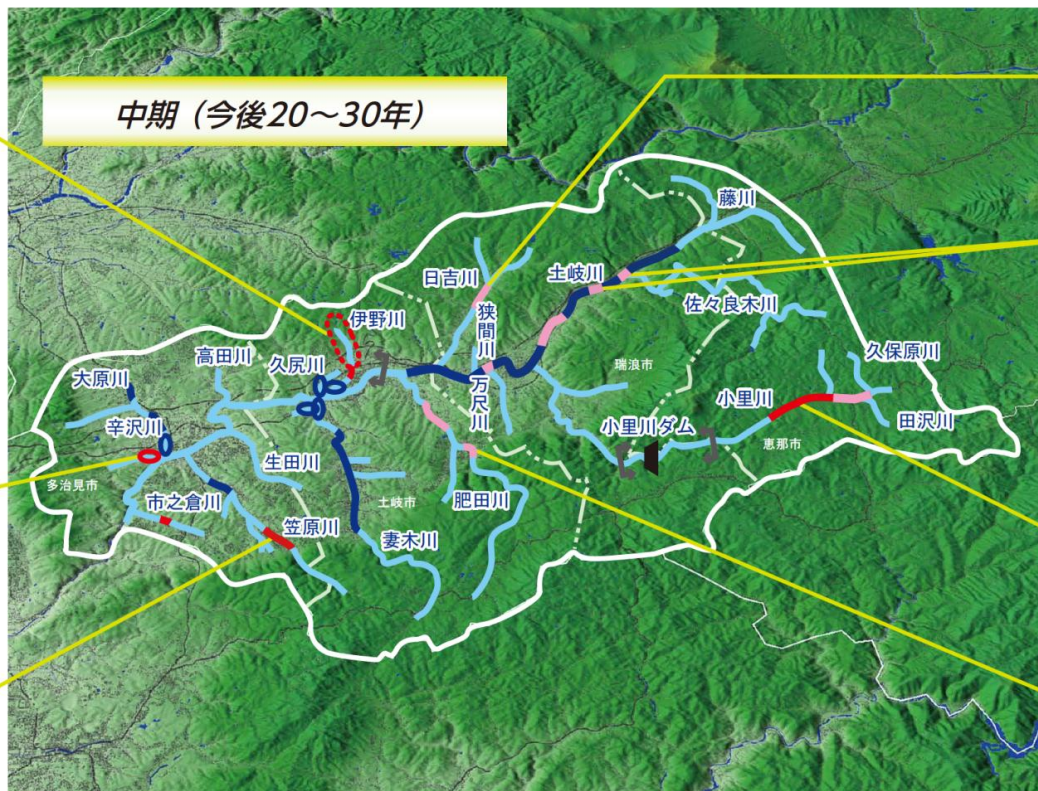 中期（今後20～30年）
藤川
日吉川
土岐川
狭間川
佐々良木川
伊野川
高田川
久尻川
万尺川
瑞浪市
久保原川
大原川
小里川
辛沢川
小里川ダム
田沢川
恵那市
生田川
多治見市
市之倉川
土岐市
肥田川
笠原川
妻木川